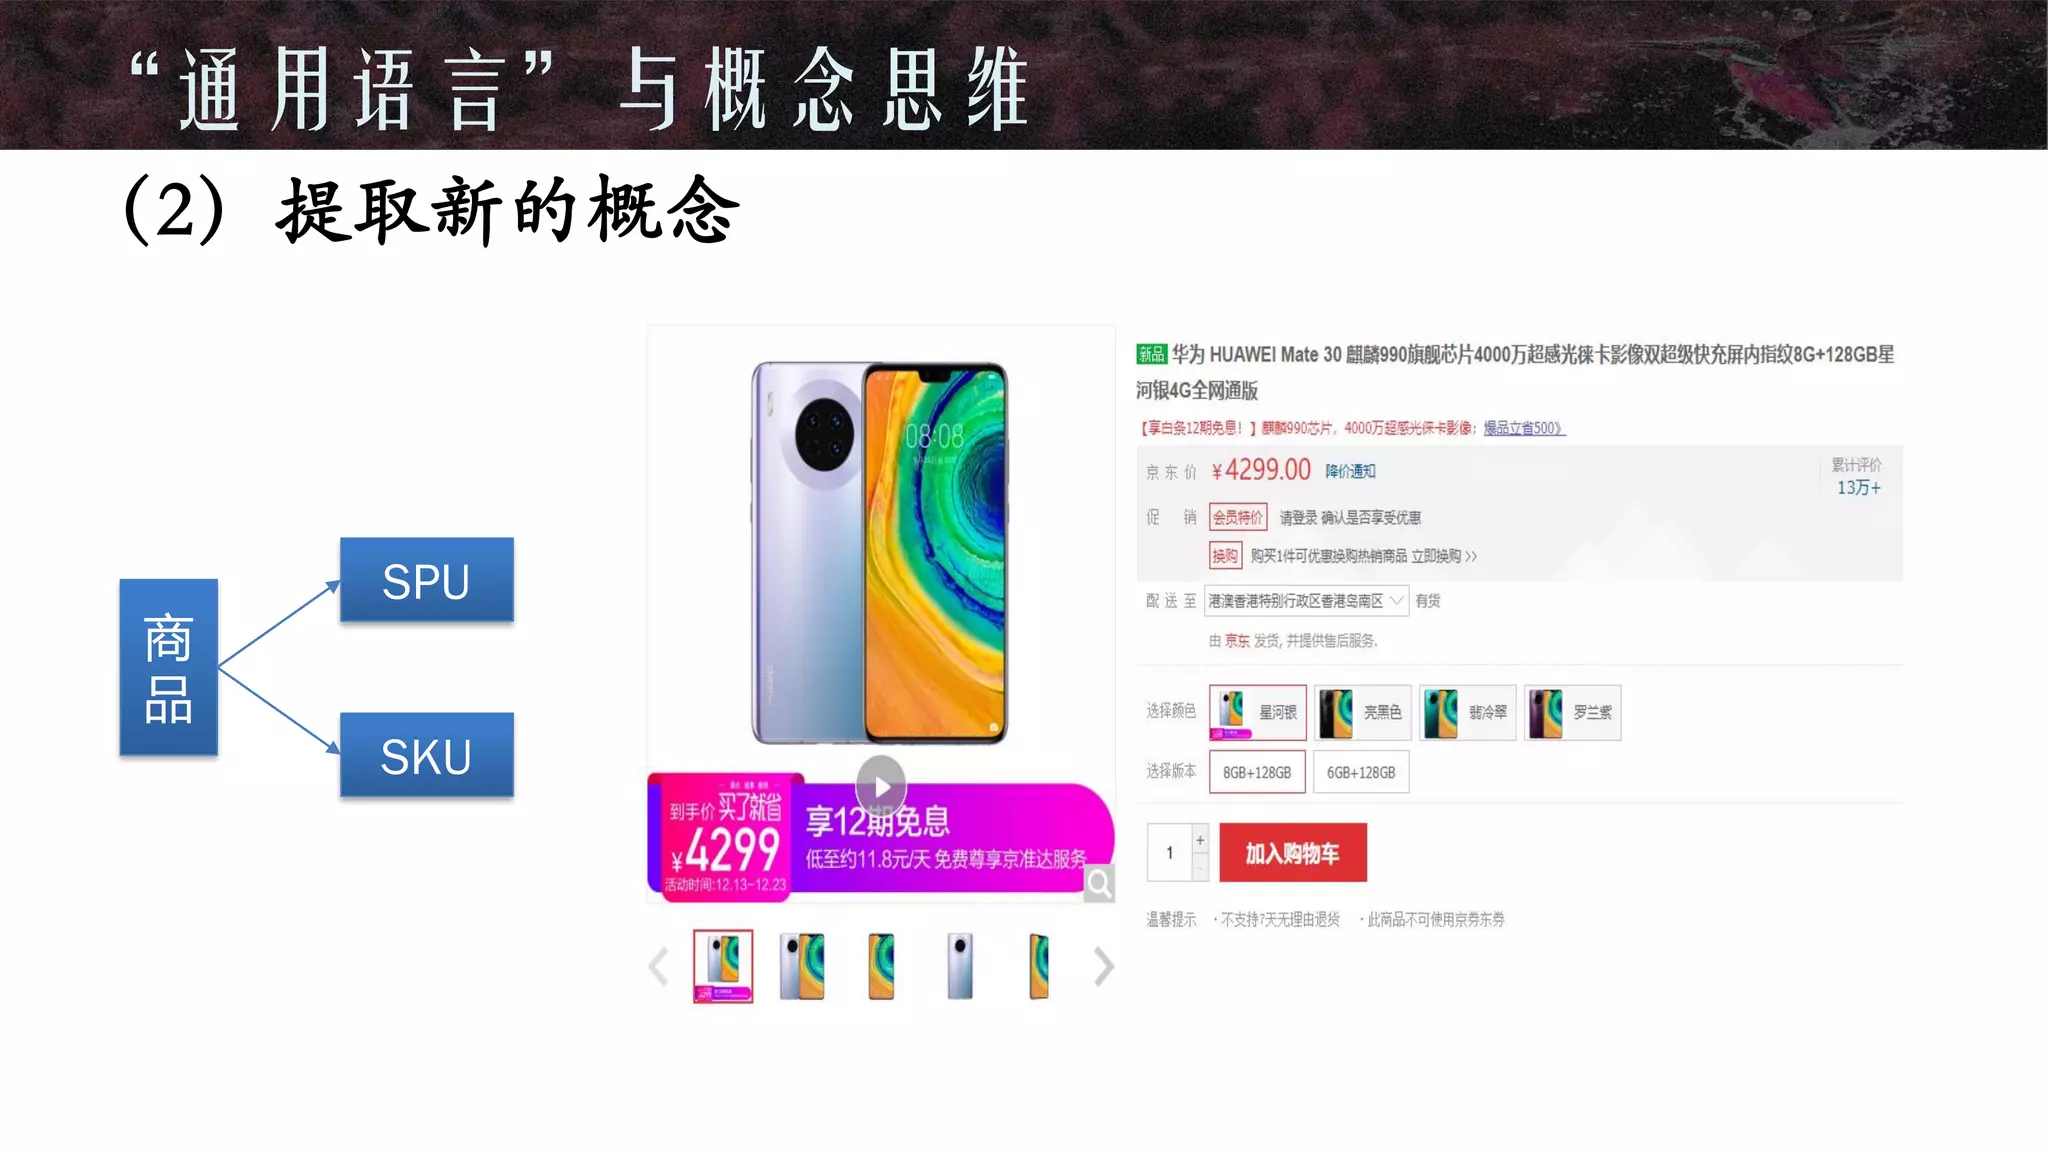 “通用语言”与概念思维
（2）提取新的概念
商品
SPU
SKU
08:08
到手价 买了就省
¥4299
活动时间:12.13-12.23
享12期免息
低至约11.8元/天 免费尊享京准达服务
新品 华为 HUAWEI Mate 30 麒麟990旗舰芯片4000万超感光徕卡影像双超级快充屏内指纹8G+128GB星
河银4G全网通版
【享白条12期免息！】麒麟990芯片，4000万超感光徕卡影像；爆品立省500》
京东价 ¥4299.00 降价通知
累计评价
13万+
促销 会员特价 请登录 确认是否享受优惠
换购 购买1件可优惠换购热销商品 立即换购 >>
配送至 港澳香港特别行政区香港岛南区 有货
由 京东 发货, 并提供售后服务.
选择颜色 星河银 亮黑色 翡冷翠 罗兰紫
选择版本 8GB+128GB 6GB+128GB
1 + - 加入购物车
温馨提示 ·不支持7天无理由退货 ·此商品不可使用京券东券